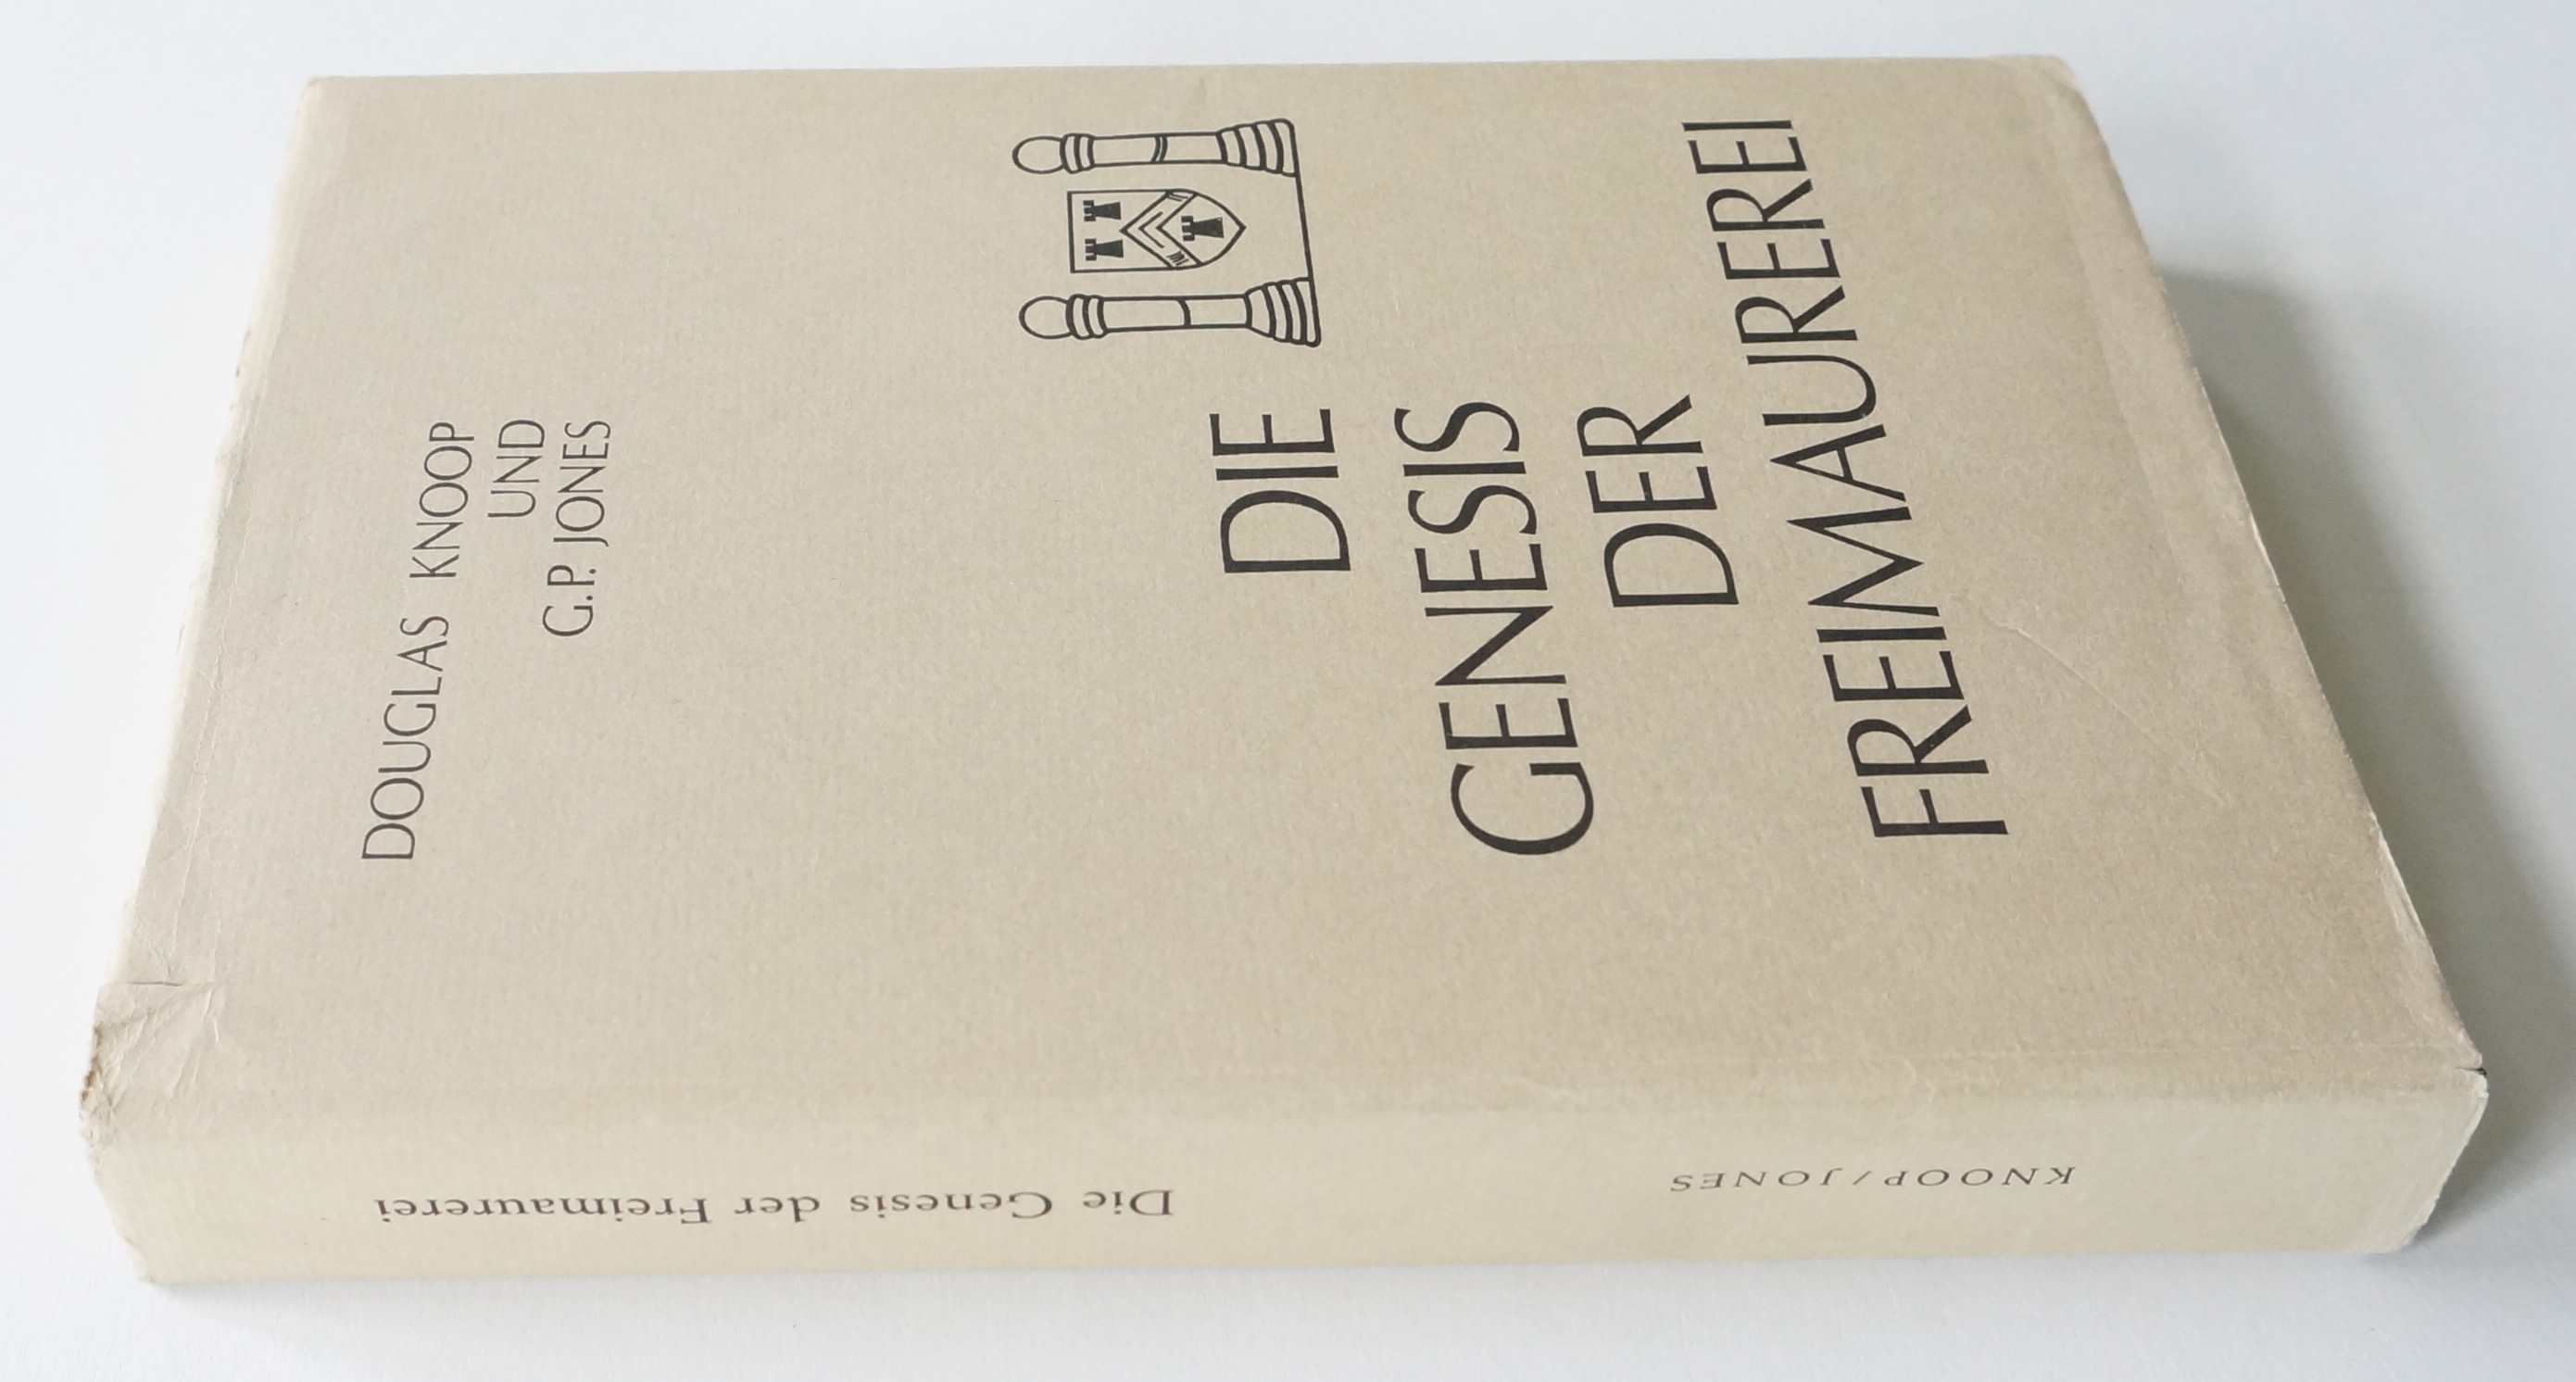 DOUGLAS KNOOP
UND
G.P. JONES
DIE
GENESIS
DER
FREIMAUREREI
KNOOP/JONES
Die Genesis der Freimaurerei